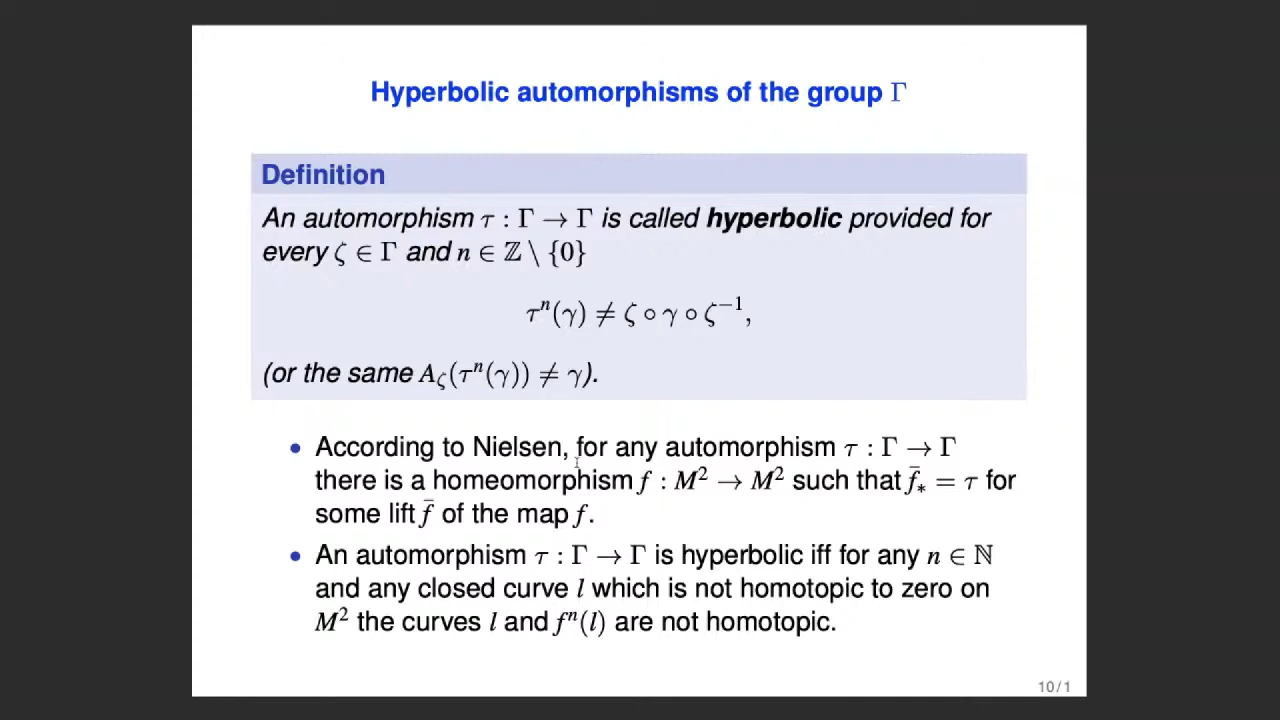 Hyperbolic automorphisms of the group Γ
Definition
An automorphism τ : Γ → Γ is called hyperbolic provided for
every ζ ∈ Γ and n ∈ ℤ \ {0}
τⁿ(γ) ≠ ζ ∘ γ ∘ ζ⁻¹,
(or the same A_ζ(τⁿ(γ)) ≠ γ).
• According to Nielsen, for any automorphism τ : Γ → Γ
there is a homeomorphism f : M² → M² such that f̄∗ = τ for
some lift f̄ of the map f.
• An automorphism τ : Γ → Γ is hyperbolic iff for any n ∈ ℕ
and any closed curve l which is not homotopic to zero on
M² the curves l and fⁿ(l) are not homotopic.
10 / 1